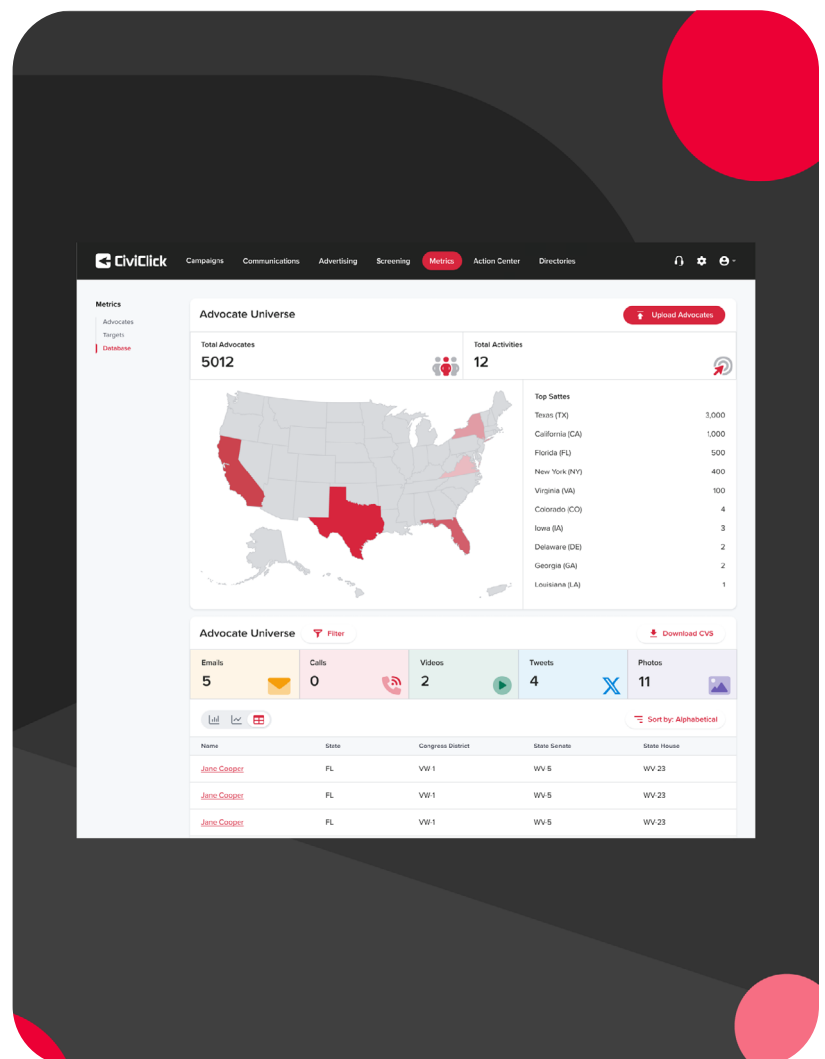 CiviClick Campaigns Communications Advertising Screening Metrics Action Center Directories
Metrics
Advocates
Targets
Database
Advocate Universe Upload Advocates
Total Advocates Total Activities
5012 12
Top Sattes
Texas (TX) 3,000
California (CA) 1,000
Florida (FL) 500
New York (NY) 400
Virginia (VA) 100
Colorado (CO) 4
Iowa (IA) 3
Delaware (DE) 2
Georgia (GA) 2
Louisiana (LA) 1
Advocate Universe Filter Download CVS
Emails Calls Videos Tweets Photos
5 0 2 4 11
Sort by: Alphabetical
Name State Congress District State Senate State House
Jane Cooper FL VW-1 WV-5 WV-23
Jane Cooper FL VW-1 WV-5 WV-23
Jane Cooper FL VW-1 WV-5 WV-23